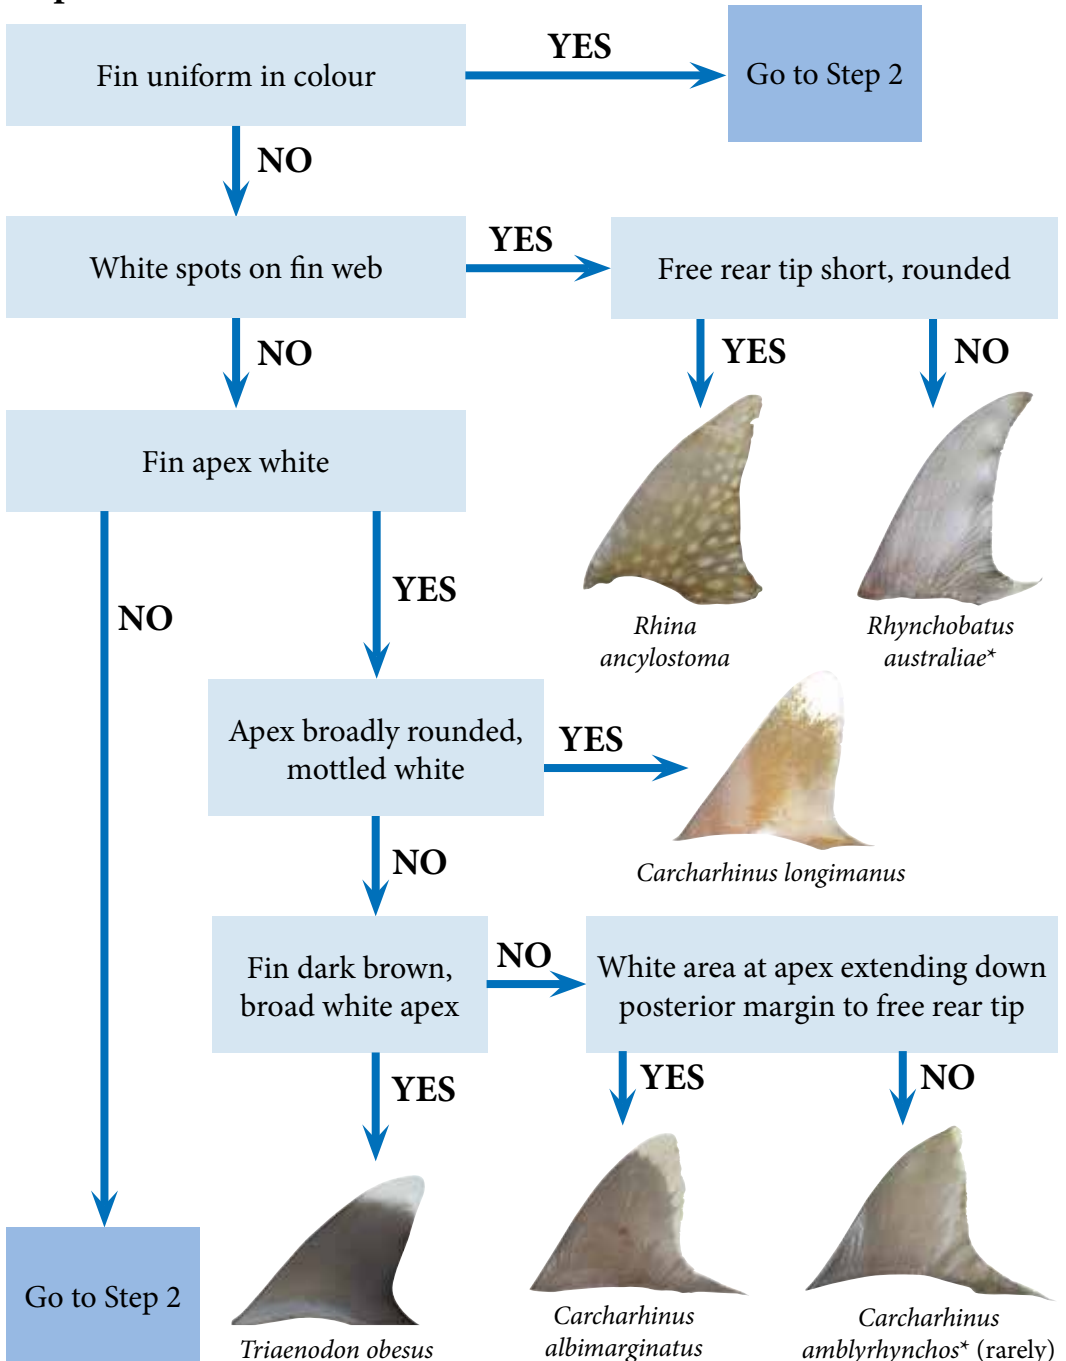 Fin uniform in colour
YES
Go to Step 2
NO
White spots on fin web
YES
Free rear tip short, rounded
NO
YES
NO
Fin apex white
Rhina
ancylostoma
Rhynchobatus
australiae*
NO
YES
Apex broadly rounded,
mottled white
YES
Carcharhinus longimanus
NO
Fin dark brown,
broad white apex
NO
White area at apex extending down
posterior margin to free rear tip
YES
YES
NO
Go to Step 2
Triaenodon obesus
Carcharhinus
albimarginatus
Carcharhinus
amblyrhynchos* (rarely)